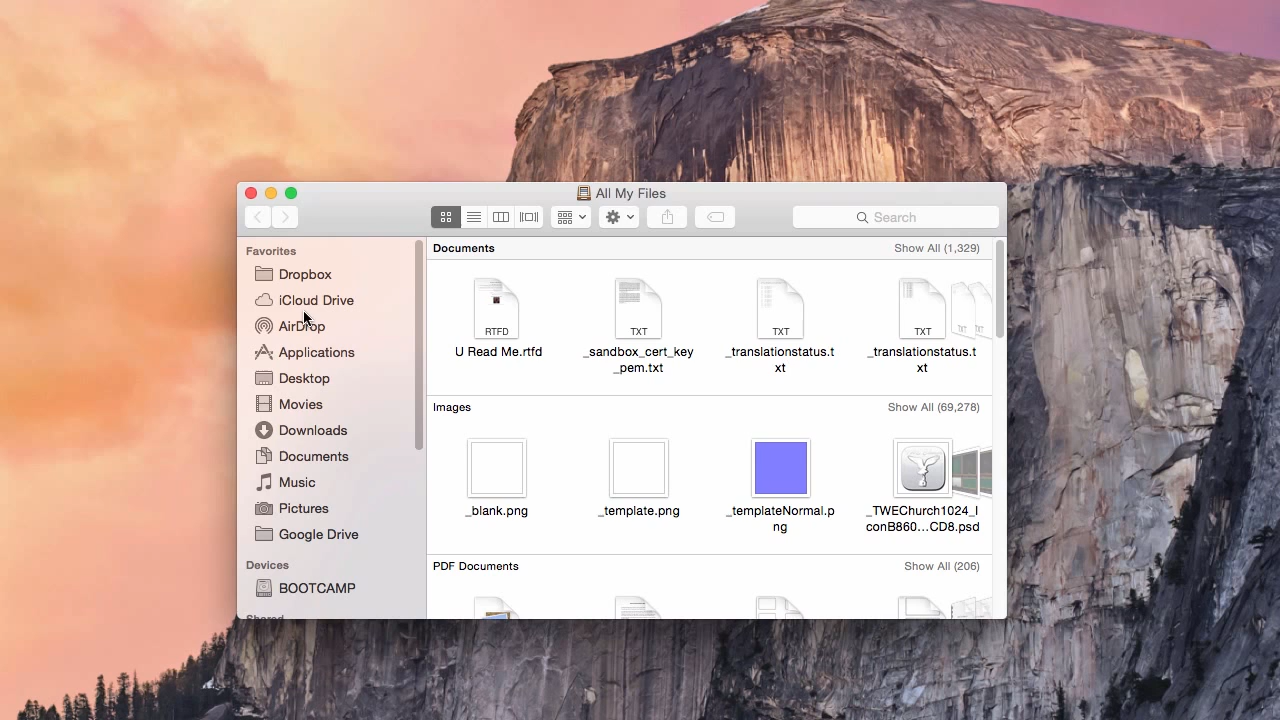 All My Files
Search
Favorites
Dropbox
iCloud Drive
AirDrop
Applications
Desktop
Movies
Downloads
Documents
Music
Pictures
Google Drive
Devices
BOOTCAMP
Shared
Documents
Show All (1,329)
RTFD
TXT
TXT
TXT
U Read Me.rtfd
_sandbox_cert_key
_pem.txt
_translationstatus.t
xt
_translationstatus.t
xt
Images
Show All (69,278)
_blank.png
_template.png
_templateNormal.p
ng
_TWEChurch1024_I
conB860...CD8.psd
PDF Documents
Show All (206)